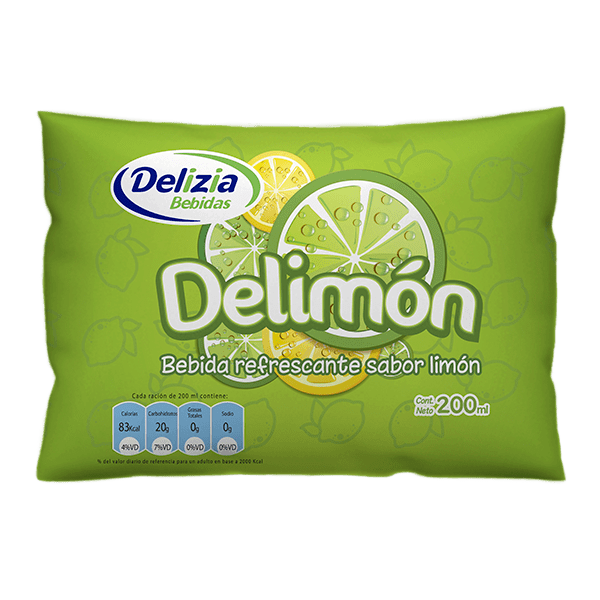 Delizia
Bebidas
Delimón
Bebida refrescante sabor limón
Cont.
Neto 200ml
Cada ración de 200 ml contiene:
Calorías Carbohidratos Grasas Totales Sodio
83Kcal 20g 0g 0g
4%VD 7%VD 0%VD 0%VD
% del valor diario de referencia para un adulto en base a 2000 Kcal